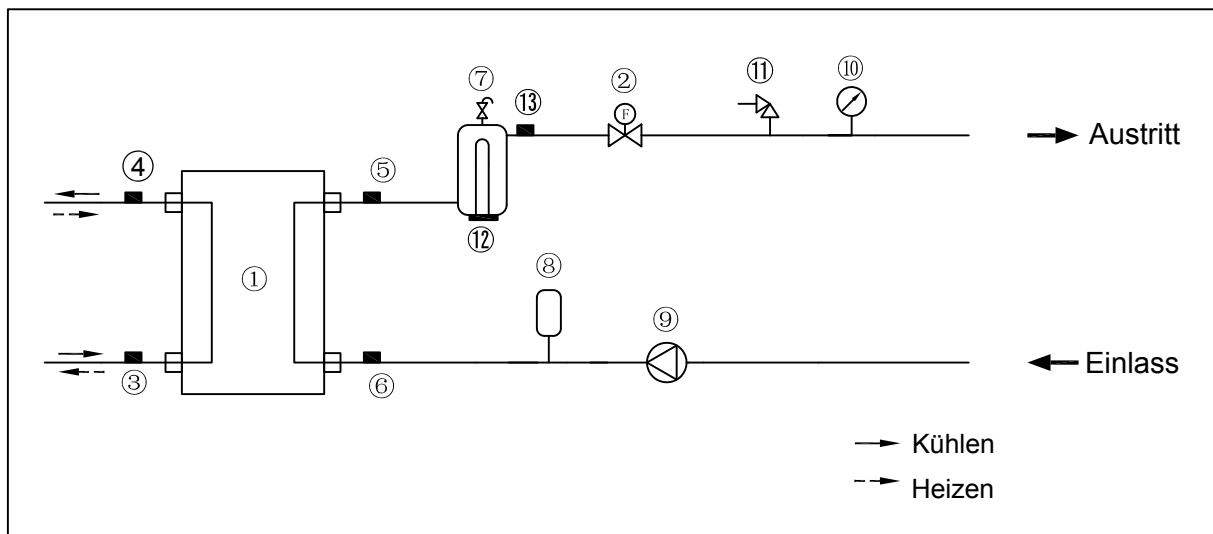 ⑦
⑬
②
F
⑪
⑩
Austritt
④
⑤
⑫
①
⑧
⑨
③
⑥
Einlass
Kühlen
Heizen